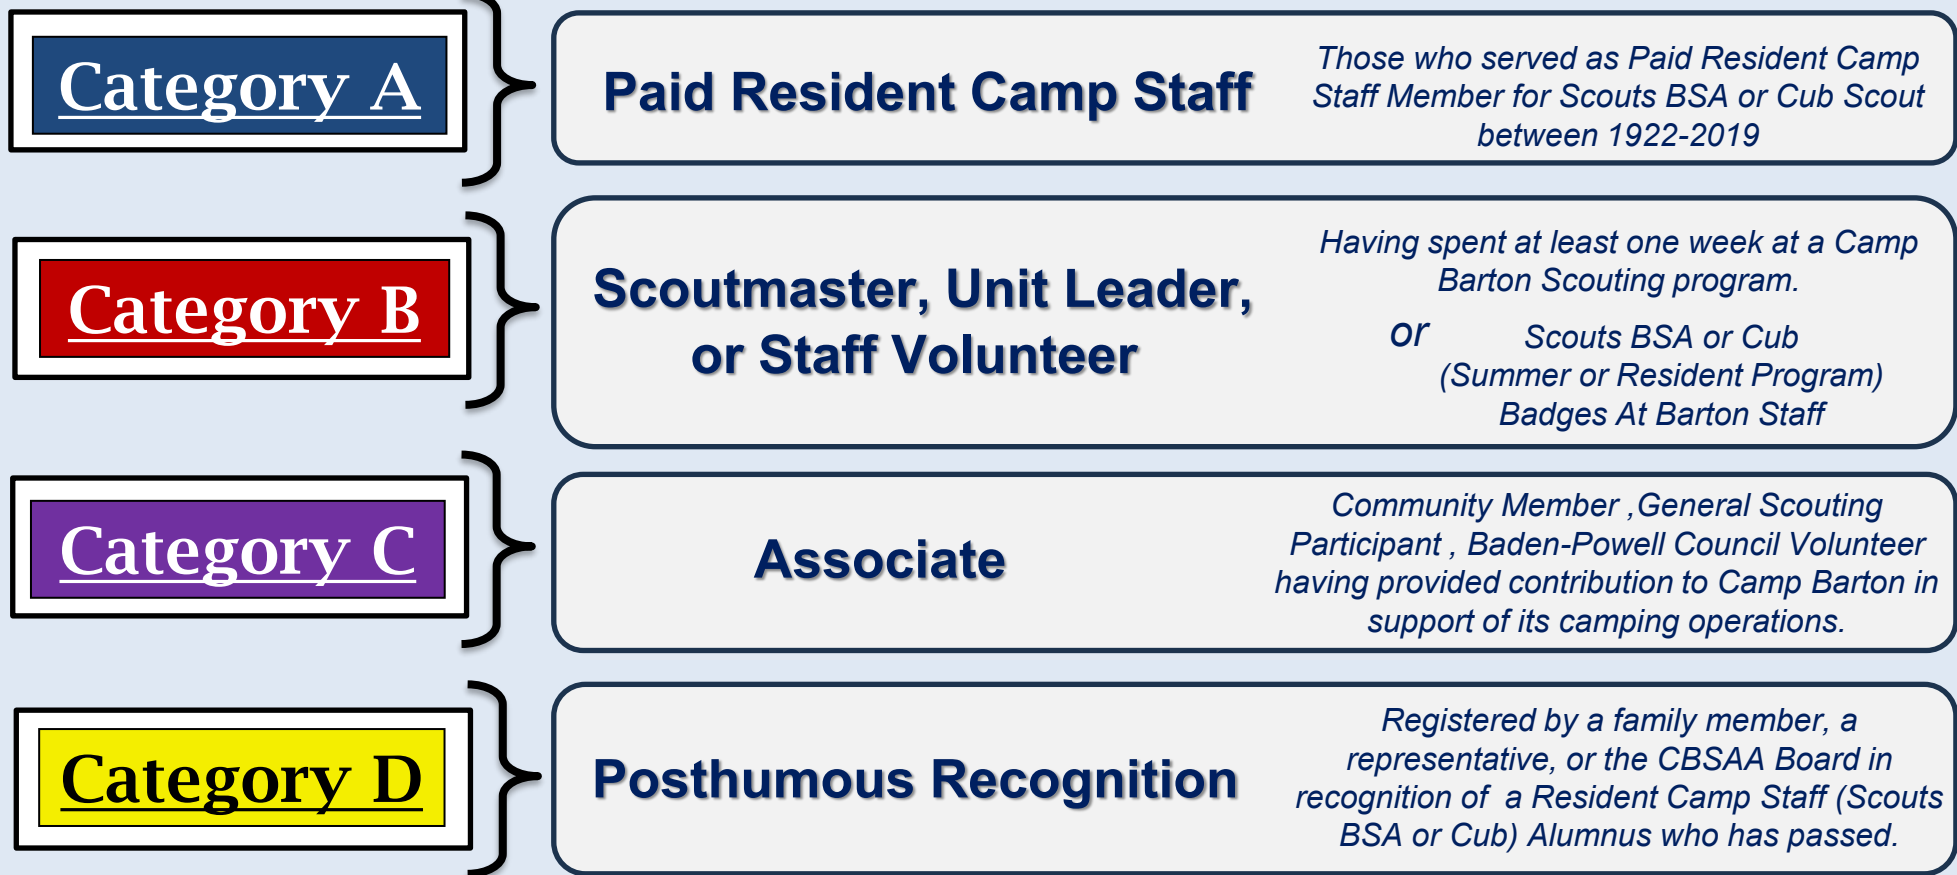 Category A
Paid Resident Camp Staff
Those who served as Paid Resident Camp
Staff Member for Scouts BSA or Cub Scout
between 1922-2019
Category B
Scoutmaster, Unit Leader,
or Staff Volunteer
Having spent at least one week at a Camp
Barton Scouting program.
or
Scouts BSA or Cub
(Summer or Resident Program)
Badges At Barton Staff
Category C
Associate
Community Member ,General Scouting
Participant , Baden-Powell Council Volunteer
having provided contribution to Camp Barton in
support of its camping operations.
Category D
Posthumous Recognition
Registered by a family member, a
representative, or the CBSAA Board in
recognition of  a Resident Camp Staff (Scouts
BSA or Cub) Alumnus who has passed.